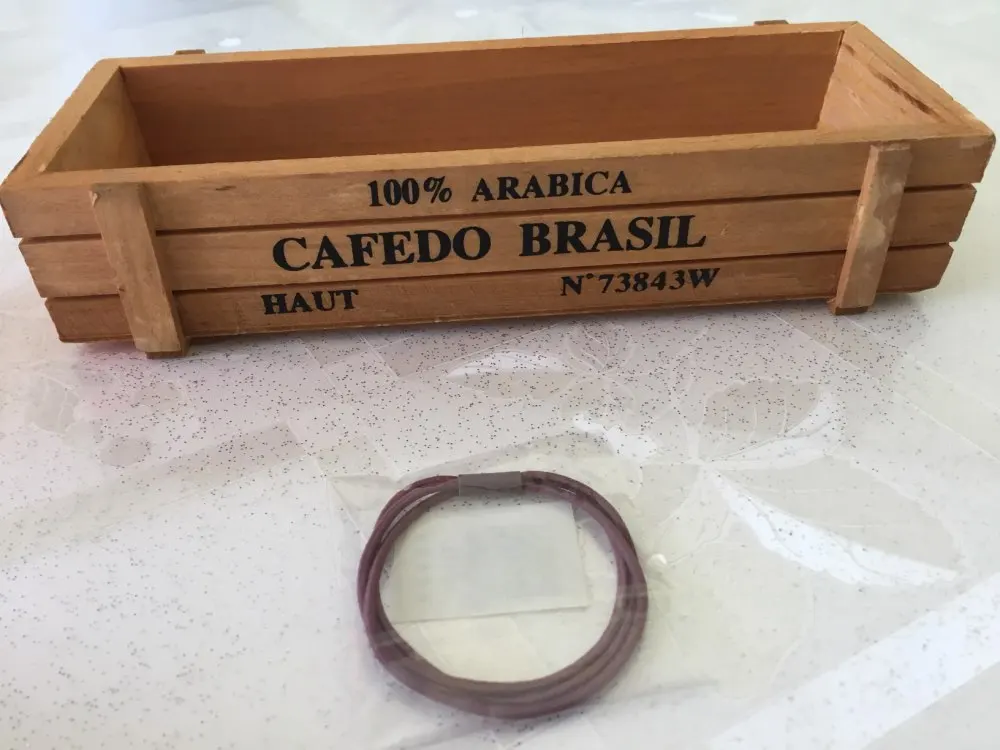 100% ARABICA
CAFEDO BRASIL
HAUT N°73843W